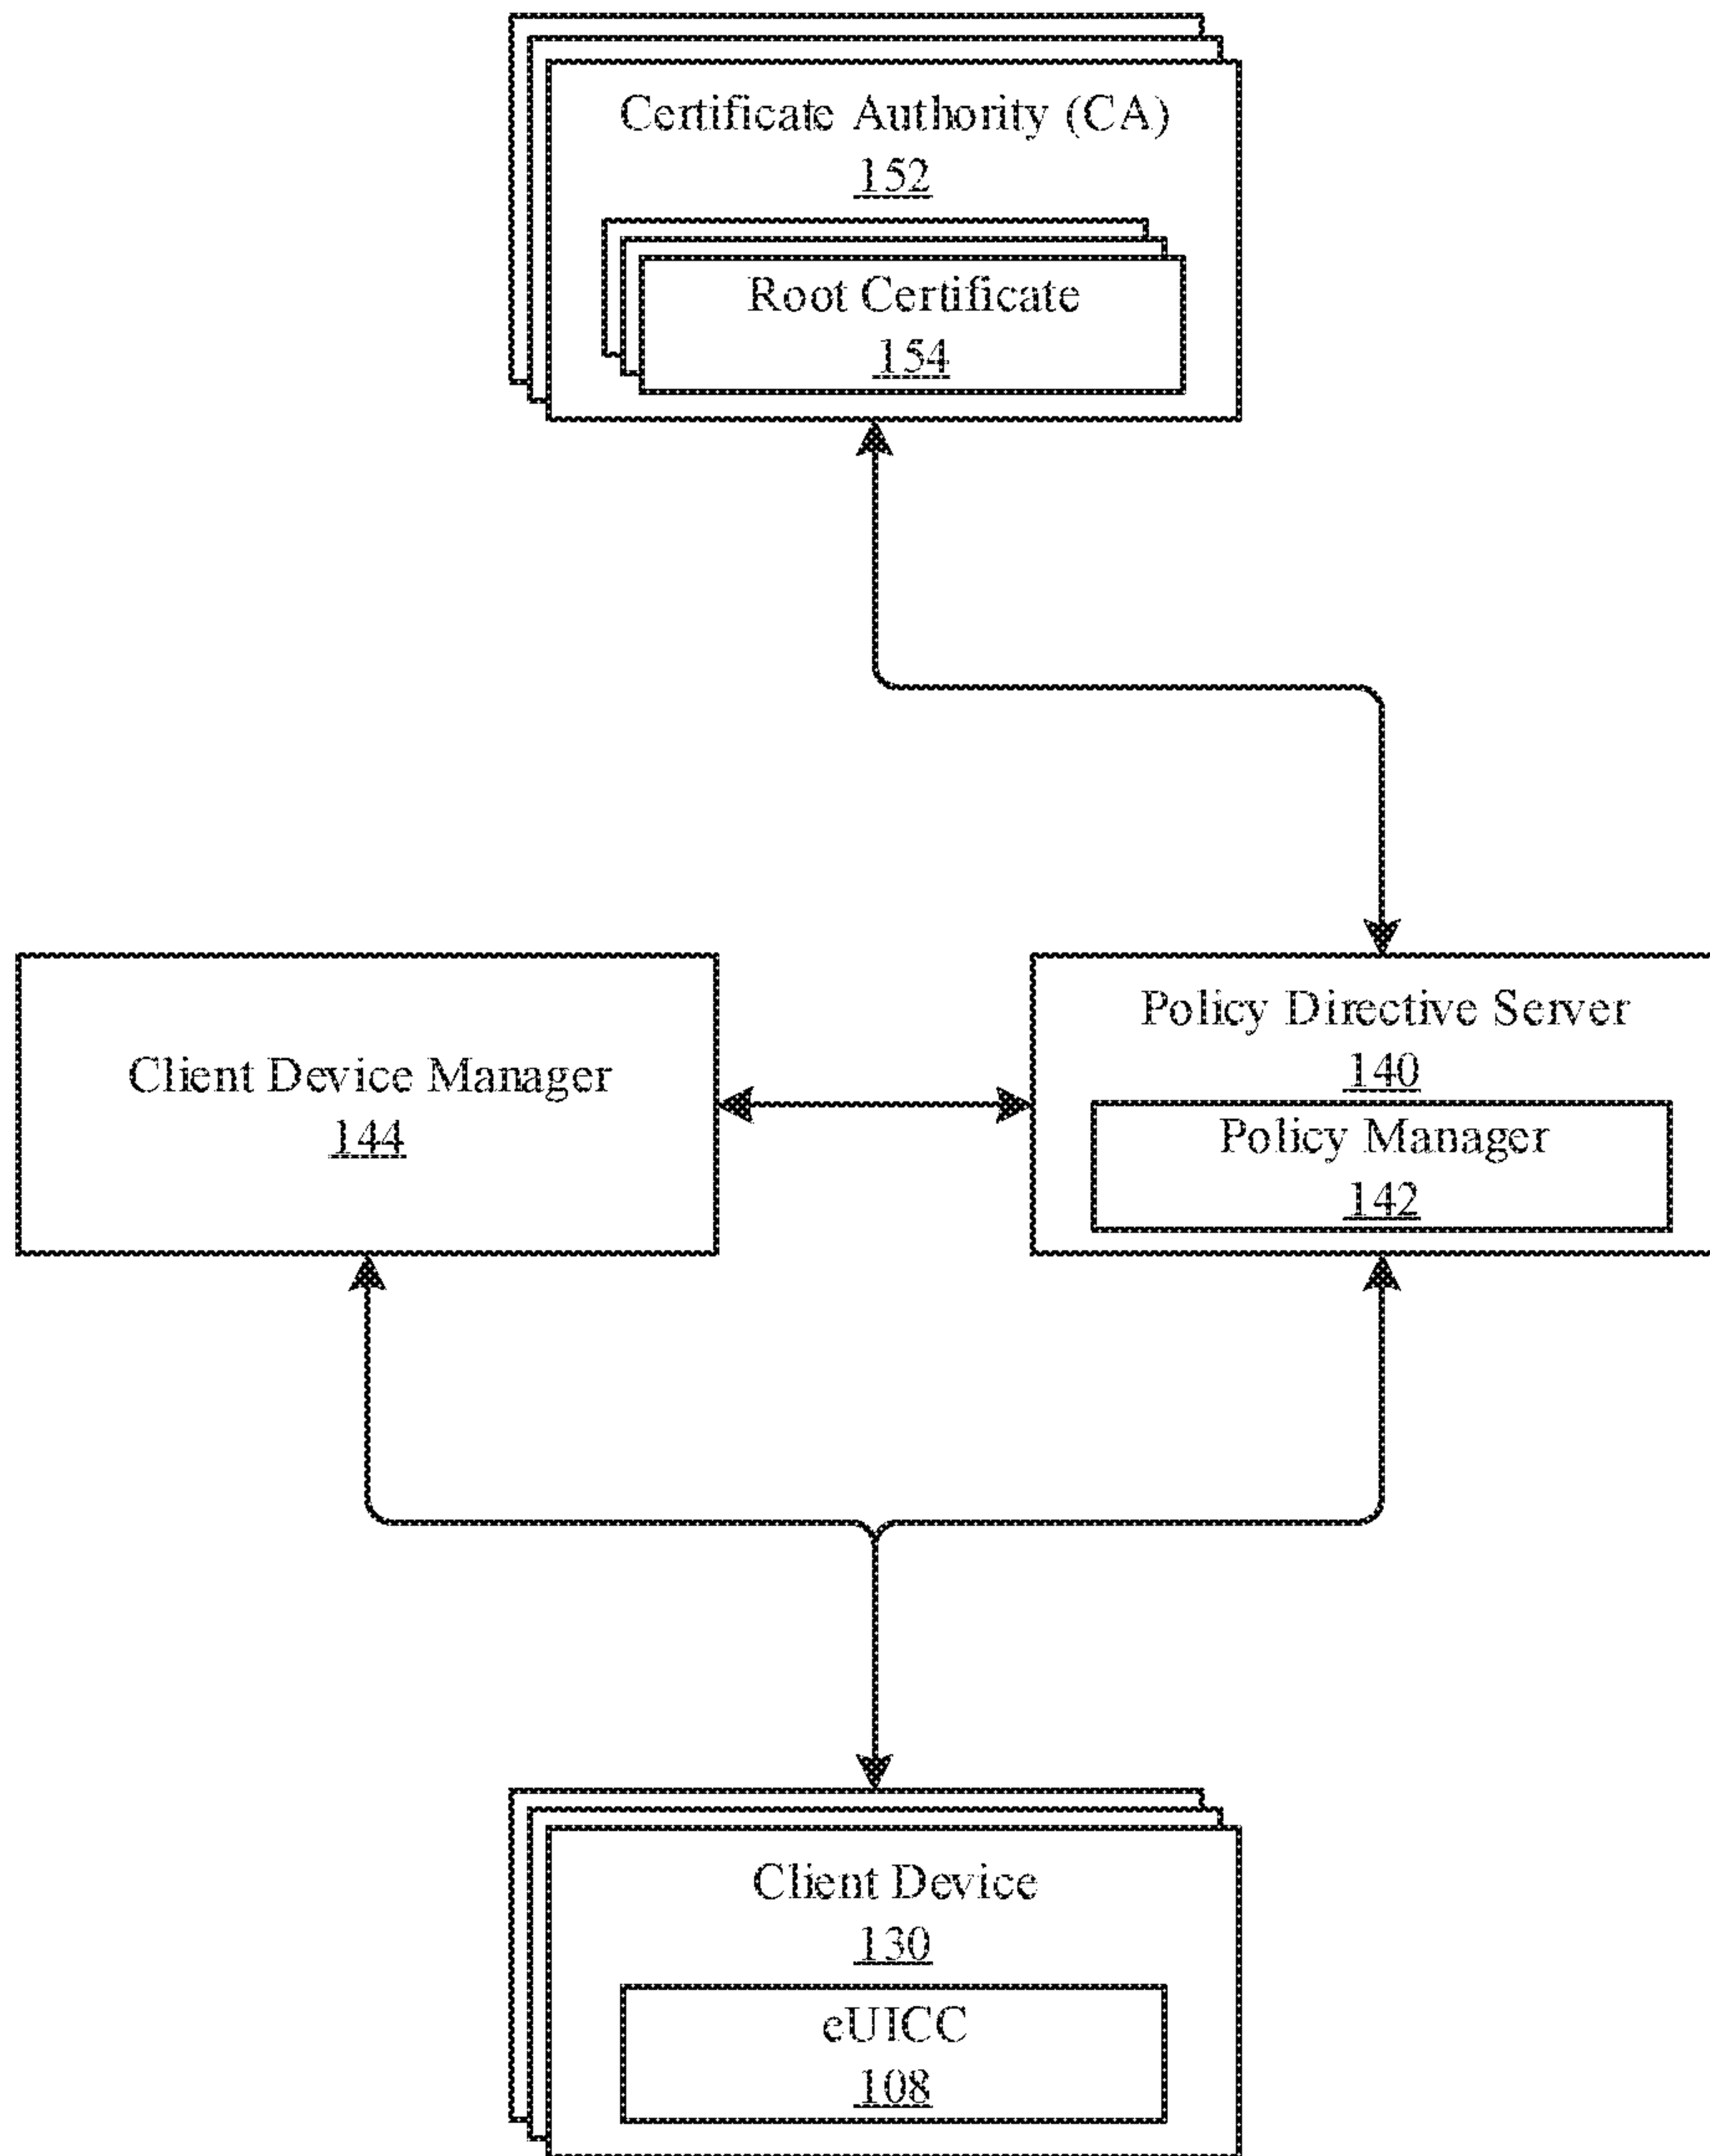 Certificate Authority (CA)
152
Root Certificate
154
Client Device Manager
144
Policy Directive Server
140
Policy Manager
142
Client Device
130
eUICC
108